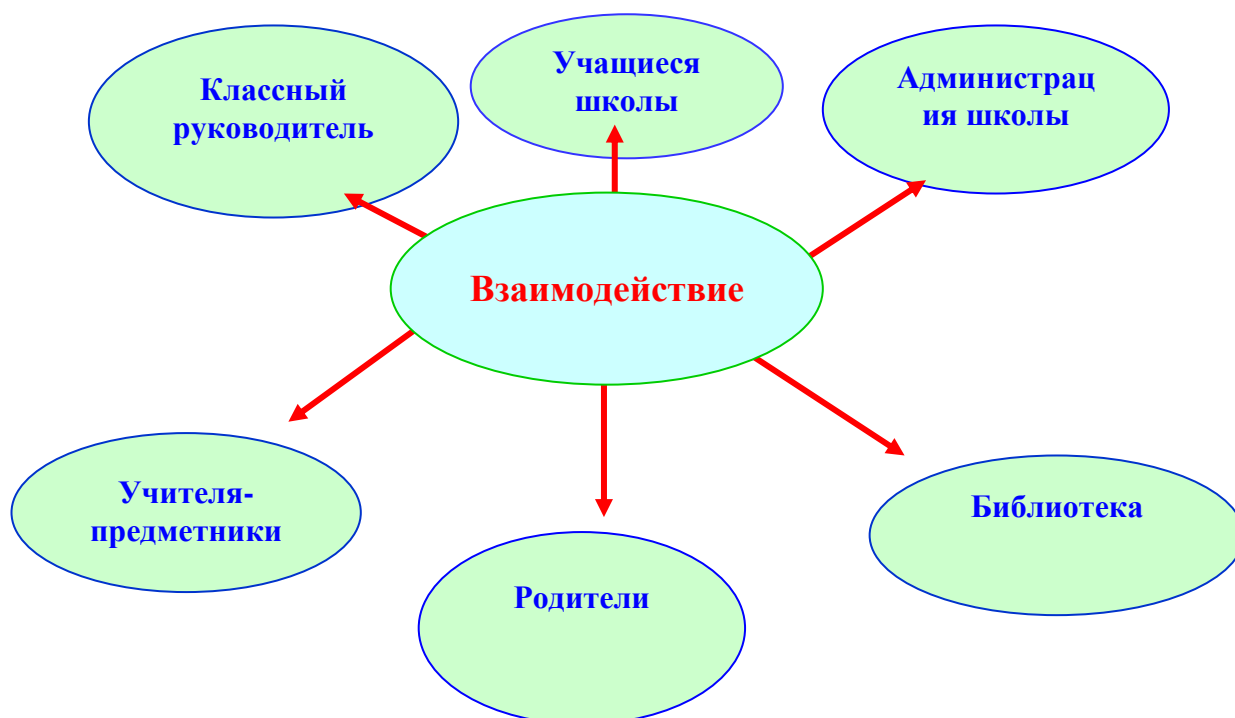 Классный
руководитель
Учащиеся
школы
Администрац
ия школы
Взаимодействие
Учителя-
предметники
Родители
Библиотека